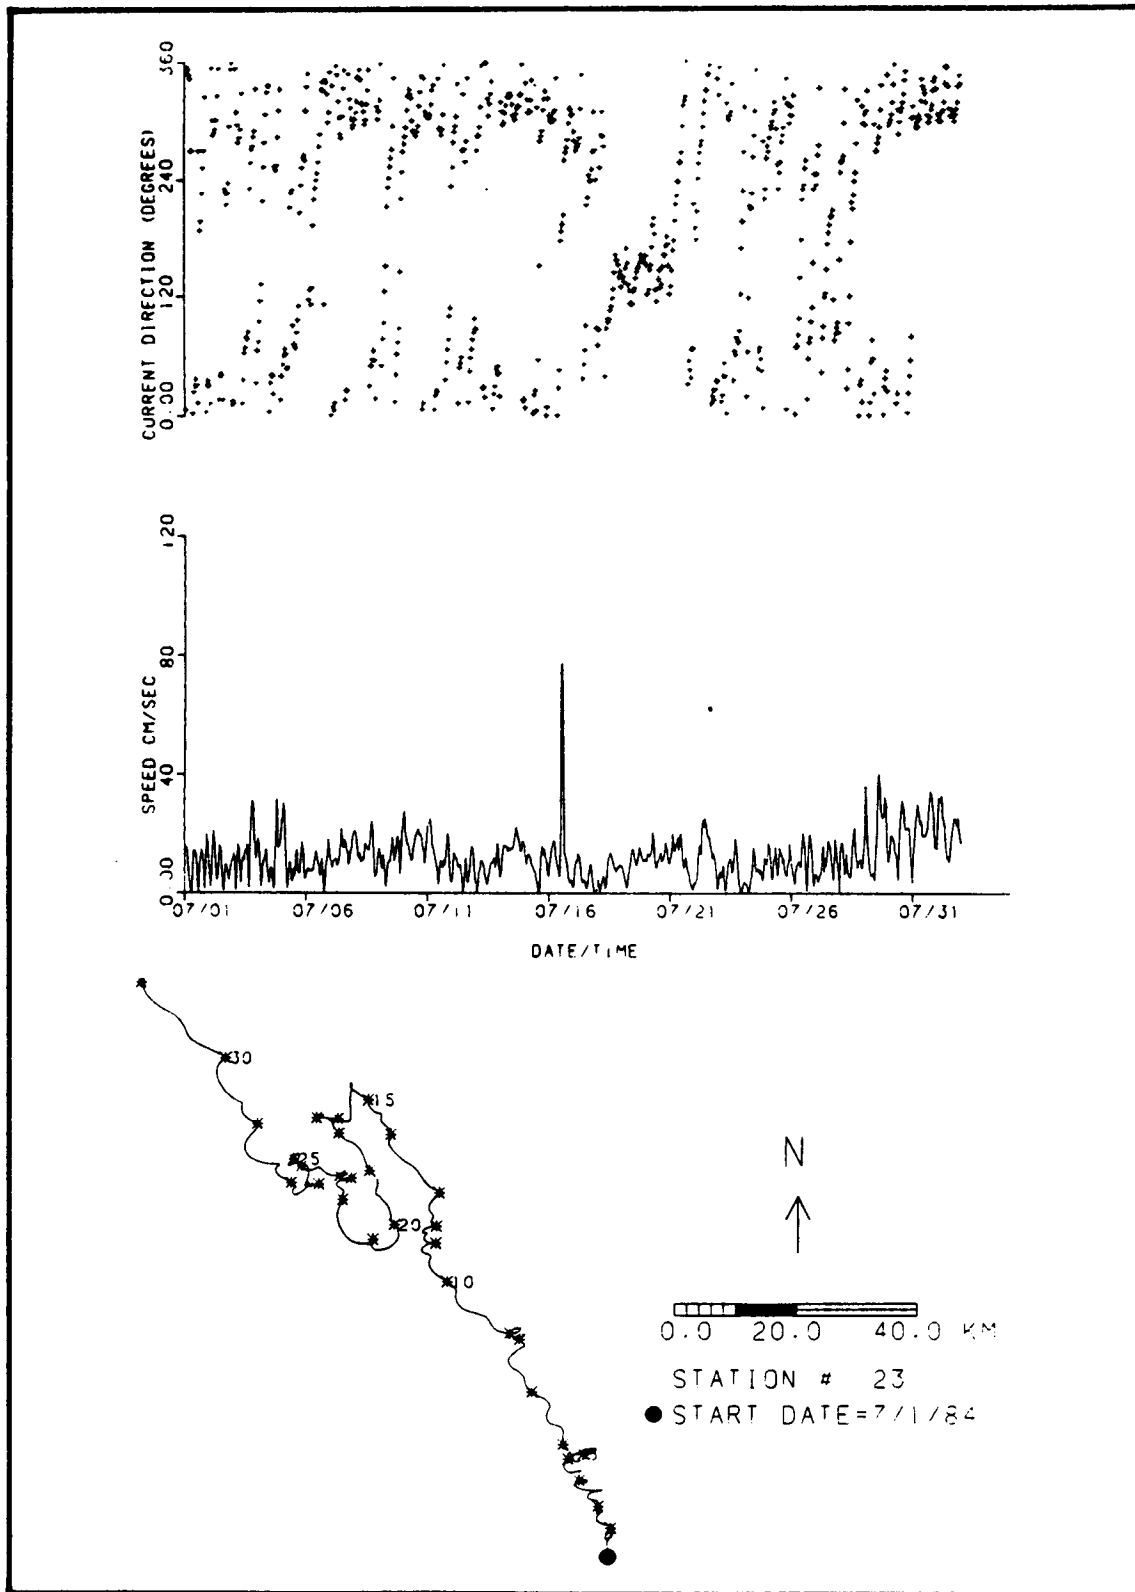 360
240
120
0.00
CURRENT DIRECTION (DEGREES)
120
80
40
0.00
SPEED CM/SEC
07/01 07/06 07/11 07/16 07/21 07/26 07/31
DATE/TIME
30
15
25
20
10
5
N
0.0 20.0 40.0 KM
STATION # 23
START DATE=7/1/84